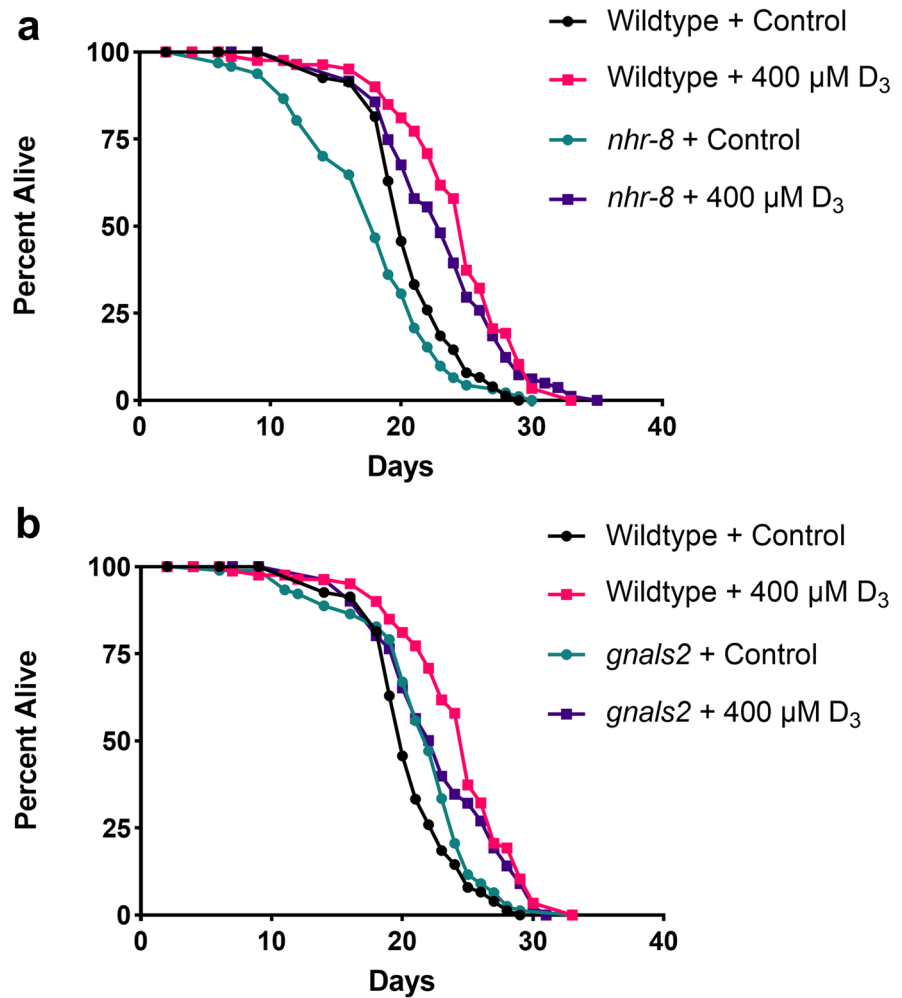 a
Wildtype + Control
Wildtype + 400 µM D₃
nhr-8 + Control
nhr-8 + 400 µM D₃
Percent Alive
100
75
50
25
0
0 10 20 30 40
Days
b
Wildtype + Control
Wildtype + 400 µM D₃
gnals2 + Control
gnals2 + 400 µM D₃
Percent Alive
100
75
50
25
0
0 10 20 30 40
Days